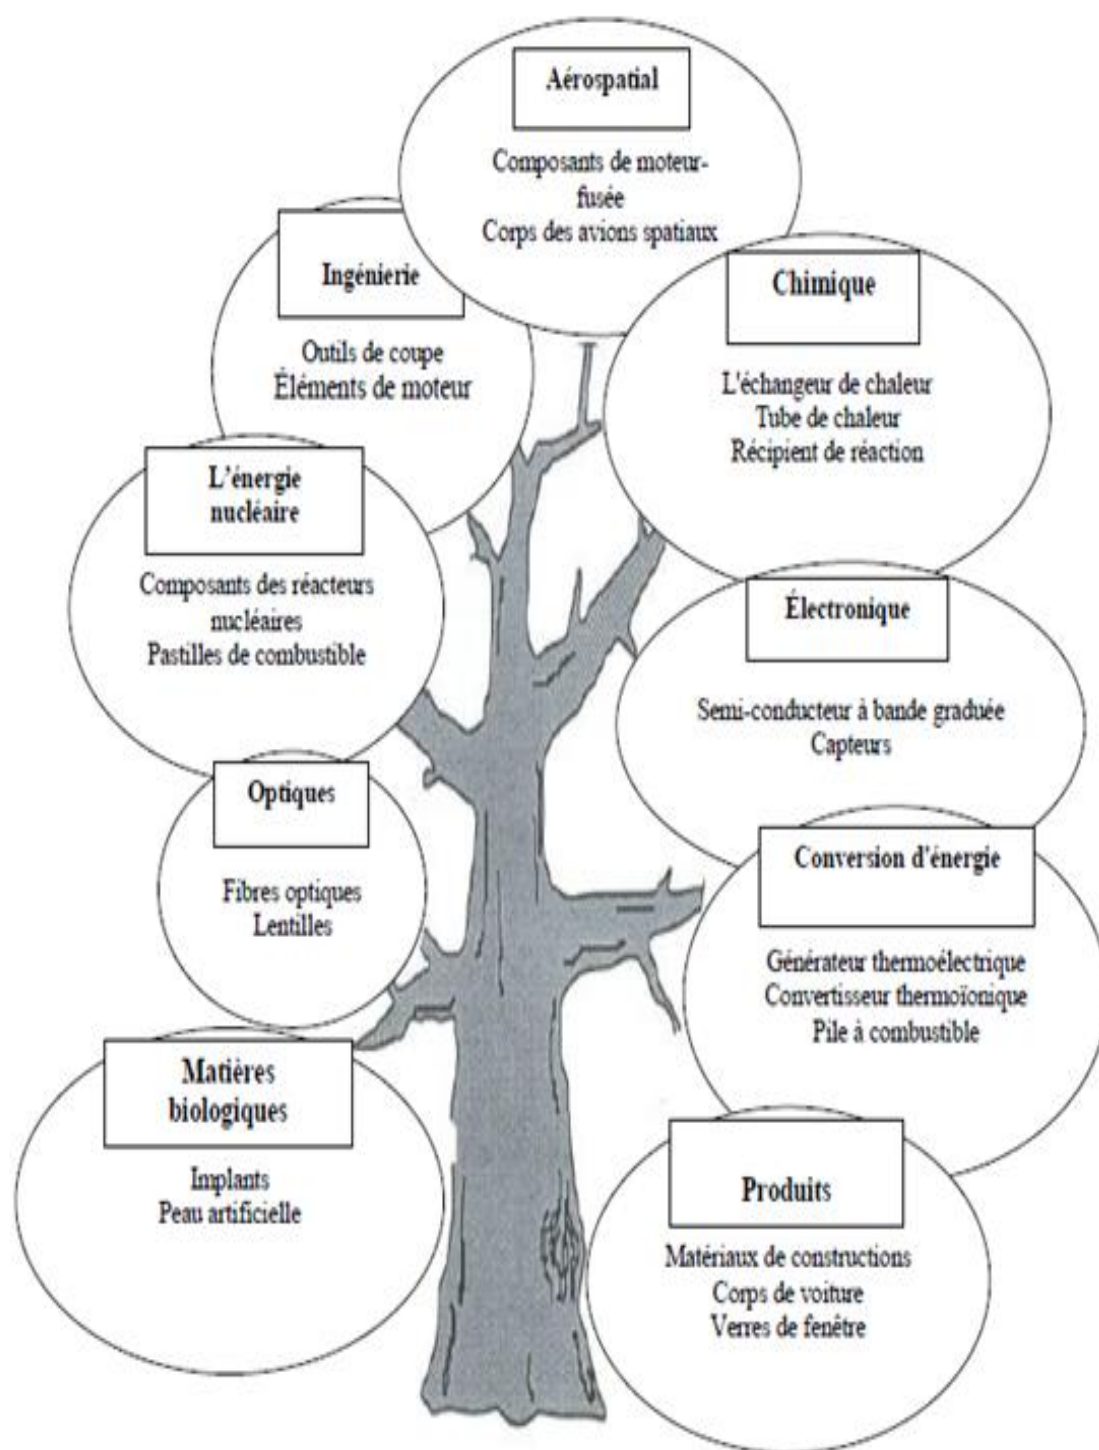 Aérospatial
Composants de moteur-
fusée
Corps des avions spatiaux
Ingénierie
Outils de coupe
Éléments de moteur
Chimique
L'échangeur de chaleur
Tube de chaleur
Récipient de réaction
L'énergie
nucléaire
Composants des réacteurs
nucléaires
Pastilles de combustible
Électronique
Semi-conducteur à bande graduée
Capteurs
Optiques
Fibres optiques
Lentilles
Conversion d'énergie
Générateur thermoélectrique
Convertisseur thermoïonique
Pile à combustible
Matières
biologiques
Implants
Peau artificielle
Produits
Matériaux de constructions
Corps de voiture
Verres de fenêtre